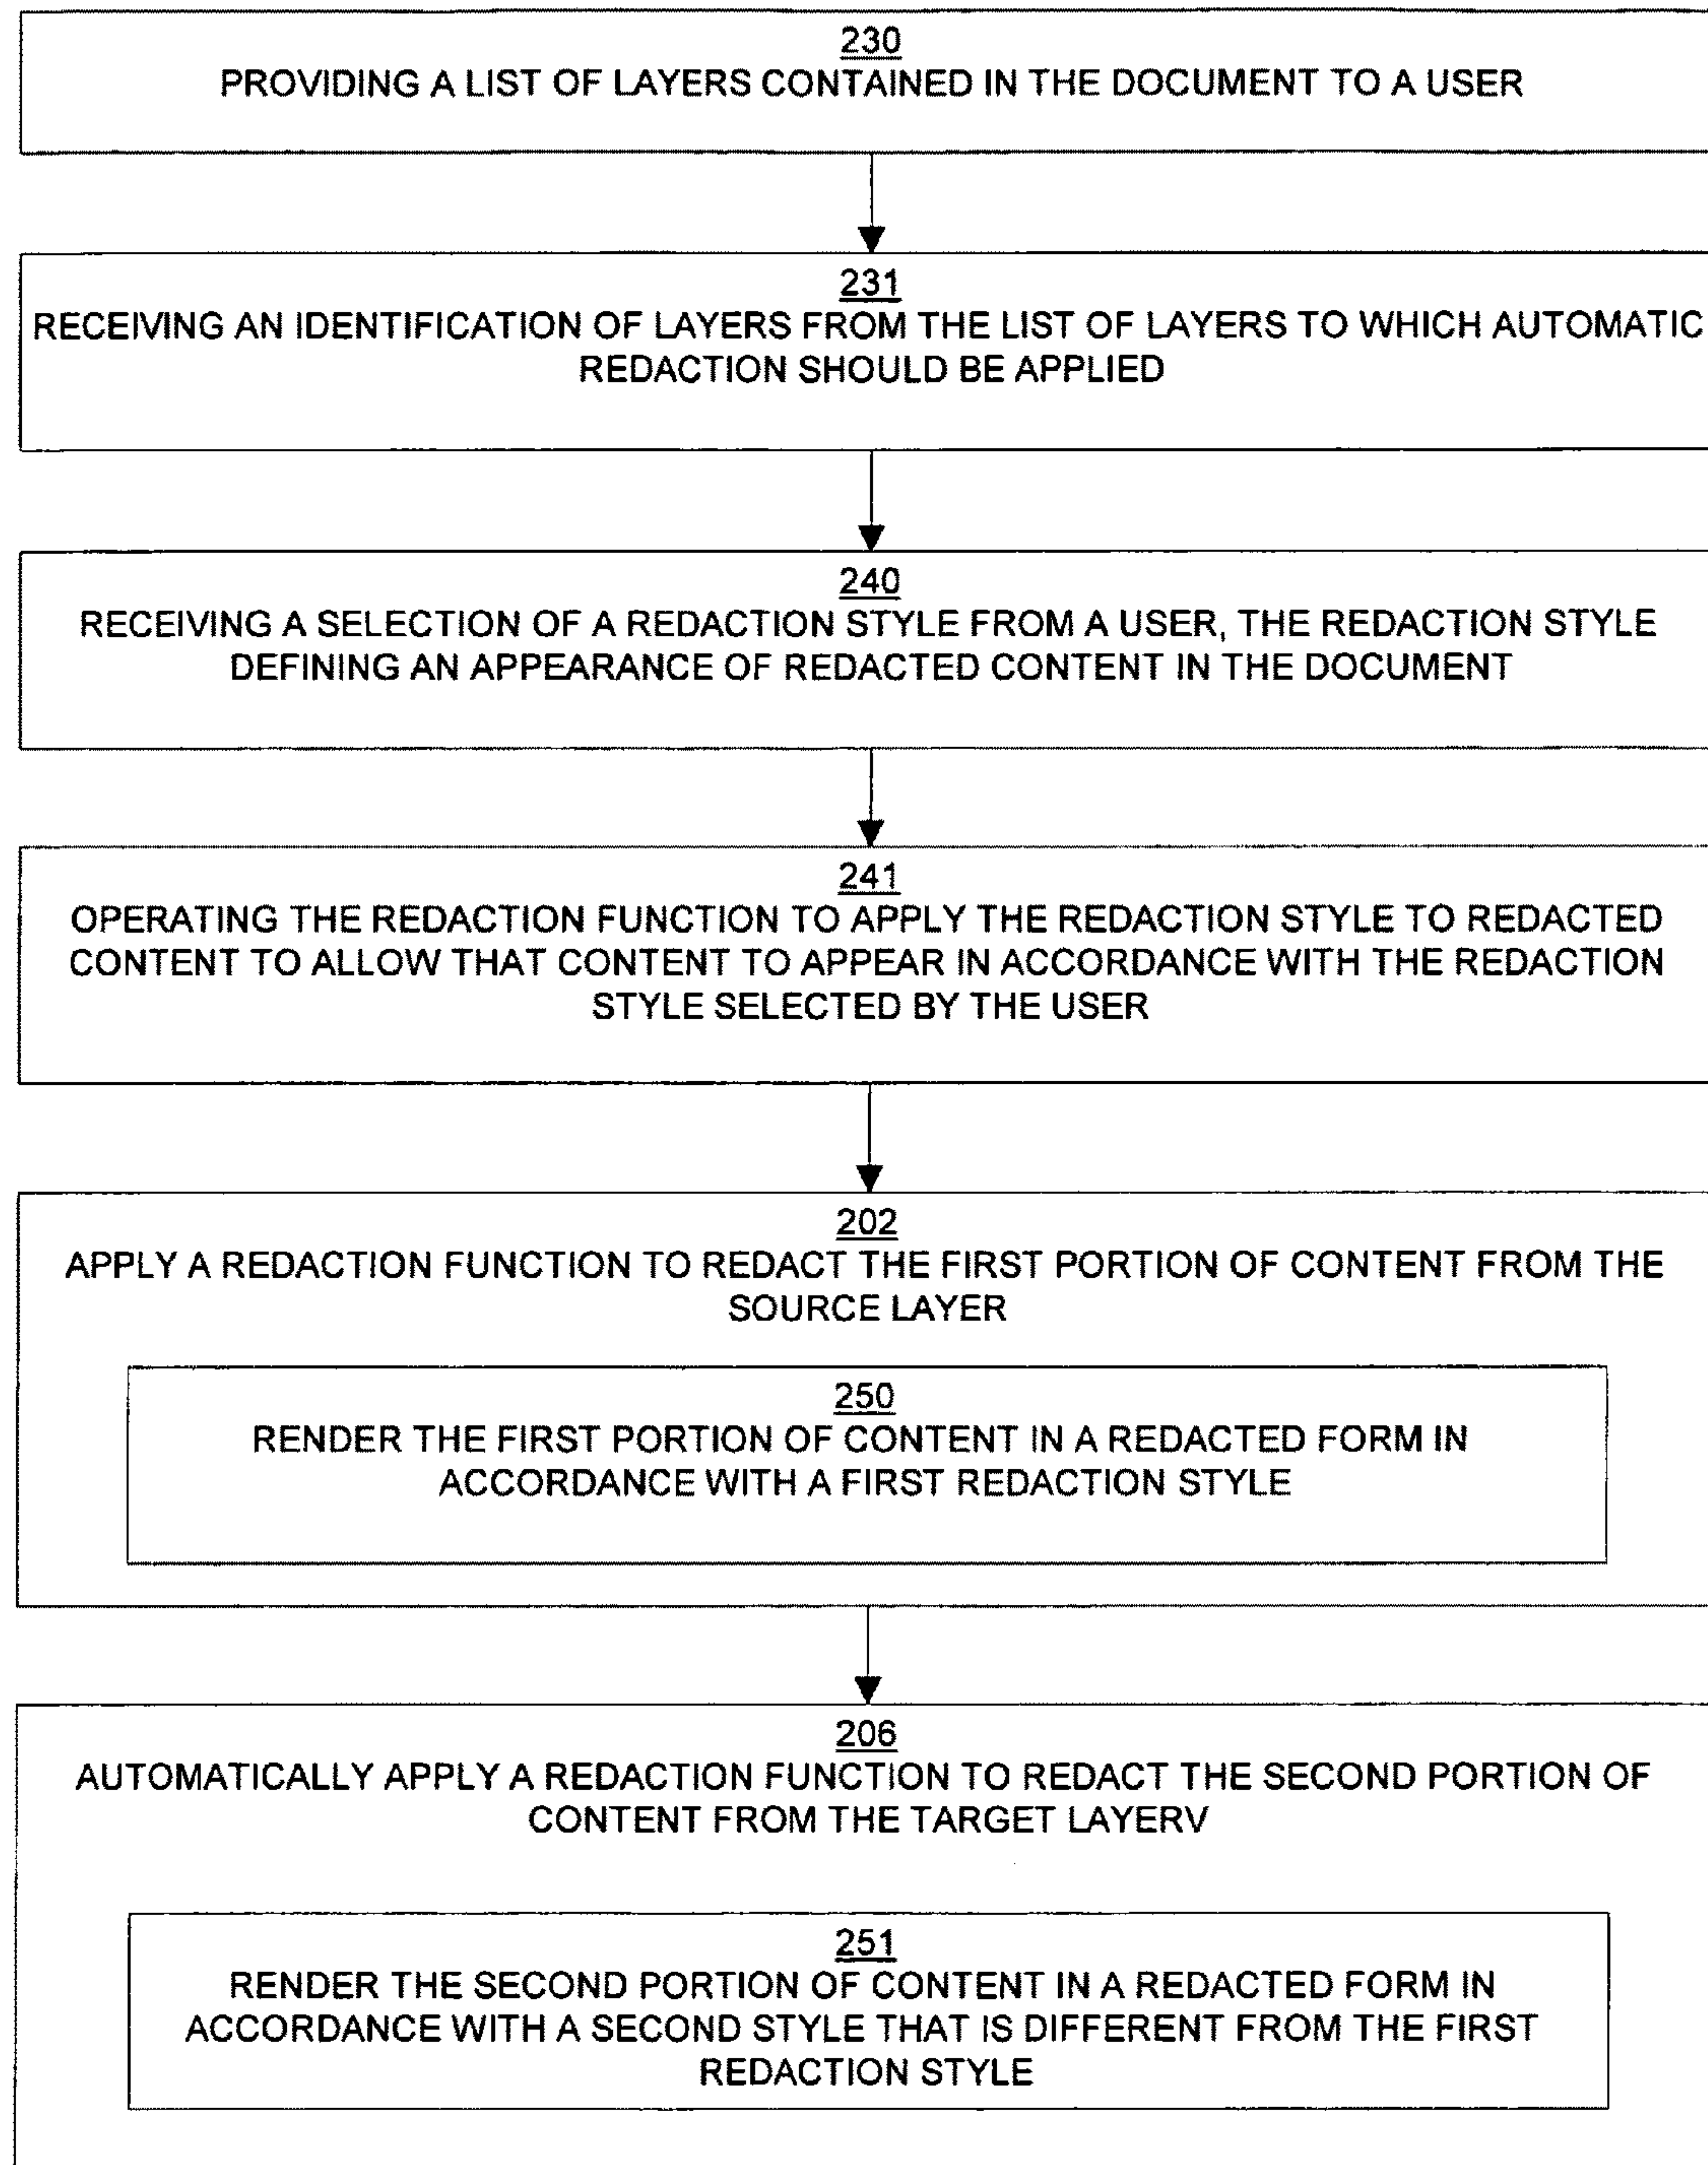 230
PROVIDING A LIST OF LAYERS CONTAINED IN THE DOCUMENT TO A USER
231
RECEIVING AN IDENTIFICATION OF LAYERS FROM THE LIST OF LAYERS TO WHICH AUTOMATIC
REDACTION SHOULD BE APPLIED
240
RECEIVING A SELECTION OF A REDACTION STYLE FROM A USER, THE REDACTION STYLE
DEFINING AN APPEARANCE OF REDACTED CONTENT IN THE DOCUMENT
241
OPERATING THE REDACTION FUNCTION TO APPLY THE REDACTION STYLE TO REDACTED
CONTENT TO ALLOW THAT CONTENT TO APPEAR IN ACCORDANCE WITH THE REDACTION
STYLE SELECTED BY THE USER
202
APPLY A REDACTION FUNCTION TO REDACT THE FIRST PORTION OF CONTENT FROM THE
SOURCE LAYER
250
RENDER THE FIRST PORTION OF CONTENT IN A REDACTED FORM IN
ACCORDANCE WITH A FIRST REDACTION STYLE
206
AUTOMATICALLY APPLY A REDACTION FUNCTION TO REDACT THE SECOND PORTION OF
CONTENT FROM THE TARGET LAYERV
251
RENDER THE SECOND PORTION OF CONTENT IN A REDACTED FORM IN
ACCORDANCE WITH A SECOND STYLE THAT IS DIFFERENT FROM THE FIRST
REDACTION STYLE